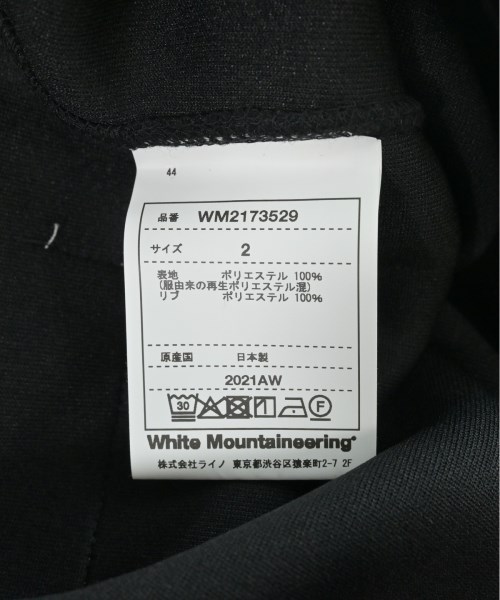 44
品番 WM2173529
サイズ 2
表地 ポリエステル 100%
(服由来の再生ポリエステル混)
リブ ポリエステル 100%
原産国 日本製
2021AW
30 F
White Mountaineering®
株式会社ライノ 東京都渋谷区猿楽町2-7 2F